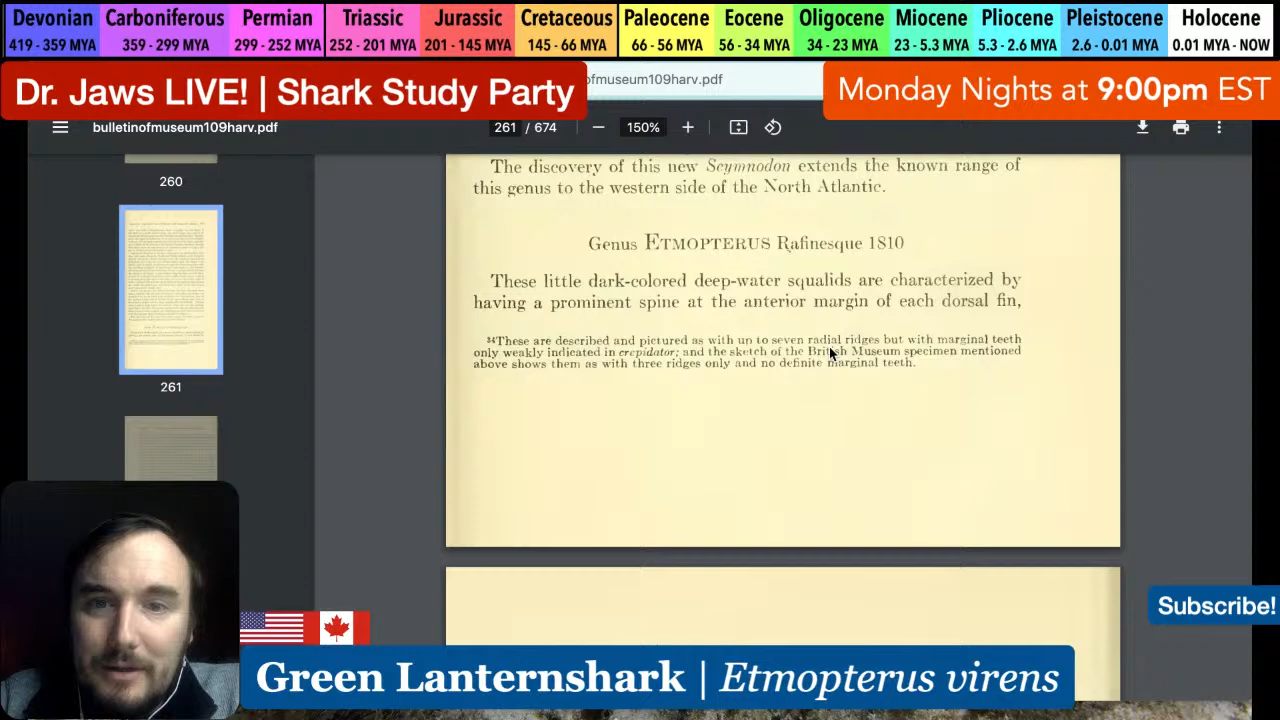 Devonian Carboniferous Permian Triassic Jurassic Cretaceous Paleocene Eocene Oligocene Miocene Pliocene Pleistocene Holocene
419 - 359 MYA 359 - 299 MYA 299 - 252 MYA 252 - 201 MYA 201 - 145 MYA 145 - 66 MYA 66 - 56 MYA 56 - 34 MYA 34 - 23 MYA 23 - 5.3 MYA 5.3 - 2.6 MYA 2.6 - 0.01 MYA 0.01 MYA - NOW
Dr. Jaws LIVE! | Shark Study Party
ofmuseum109harv.pdf
Monday Nights at 9:00pm EST
bulletinofmuseum109harv.pdf
261 / 674
150%
260
261
The discovery of this new Scymnodon extends the known range of
this genus to the western side of the North Atlantic.
Genus ETMOPTERUS Rafinesque 1810
These little dark-colored deep-water squalids are characterized by
having a prominent spine at the anterior margin of each dorsal fin,
34These are described and pictured as with up to seven radial ridges but with marginal teeth
only weakly indicated in crepidator; and the sketch of the British Museum specimen mentioned
above shows them as with three ridges only and no definite marginal teeth.
Subscribe!
Green Lanternshark | Etmopterus virens